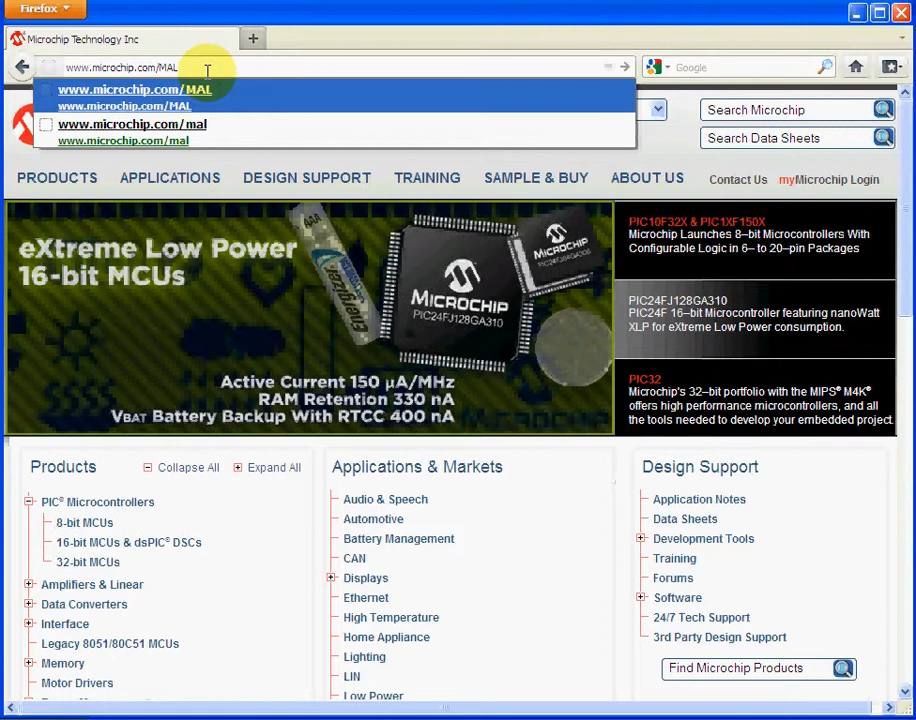 Firefox
Microchip Technology Inc
www.microchip.com/MAL
Google
www.microchip.com/MAL
www.microchip.com/MAL
www.microchip.com/mal
www.microchip.com/mal
Search Microchip
Search Data Sheets
PRODUCTS APPLICATIONS DESIGN SUPPORT TRAINING SAMPLE & BUY ABOUT US Contact Us myMicrochip Login
eXtreme Low Power
16-bit MCUs
AAA
Energizer
MICROCHIP
PIC24FJ128GA310
MICROCHIP
Active Current 150 µA/MHz
RAM Retention 330 nA
VBAT Battery Backup With RTCC 400 nA
PIC10F32X & PIC1XF150X
Microchip Launches 8–bit Microcontrollers With
Configurable Logic in 6– to 20–pin Packages
PIC24FJ128GA310
PIC24F 16–bit Microcontroller featuring nanoWatt
XLP for eXtreme Low Power consumption.
PIC32
Microchip's 32–bit portfolio with the MIPS® M4K®
offers high performance microcontrollers, and all
the tools needed to develop your embedded project.
Products Collapse All Expand All
PIC® Microcontrollers
8-bit MCUs
16-bit MCUs & dsPIC® DSCs
32-bit MCUs
Amplifiers & Linear
Data Converters
Interface
Legacy 8051/80C51 MCUs
Memory
Motor Drivers
Applications & Markets
Audio & Speech
Automotive
Battery Management
CAN
Displays
Ethernet
High Temperature
Home Appliance
Lighting
LIN
Low Power
Design Support
Application Notes
Data Sheets
Development Tools
Training
Forums
Software
24/7 Tech Support
3rd Party Design Support
Find Microchip Products